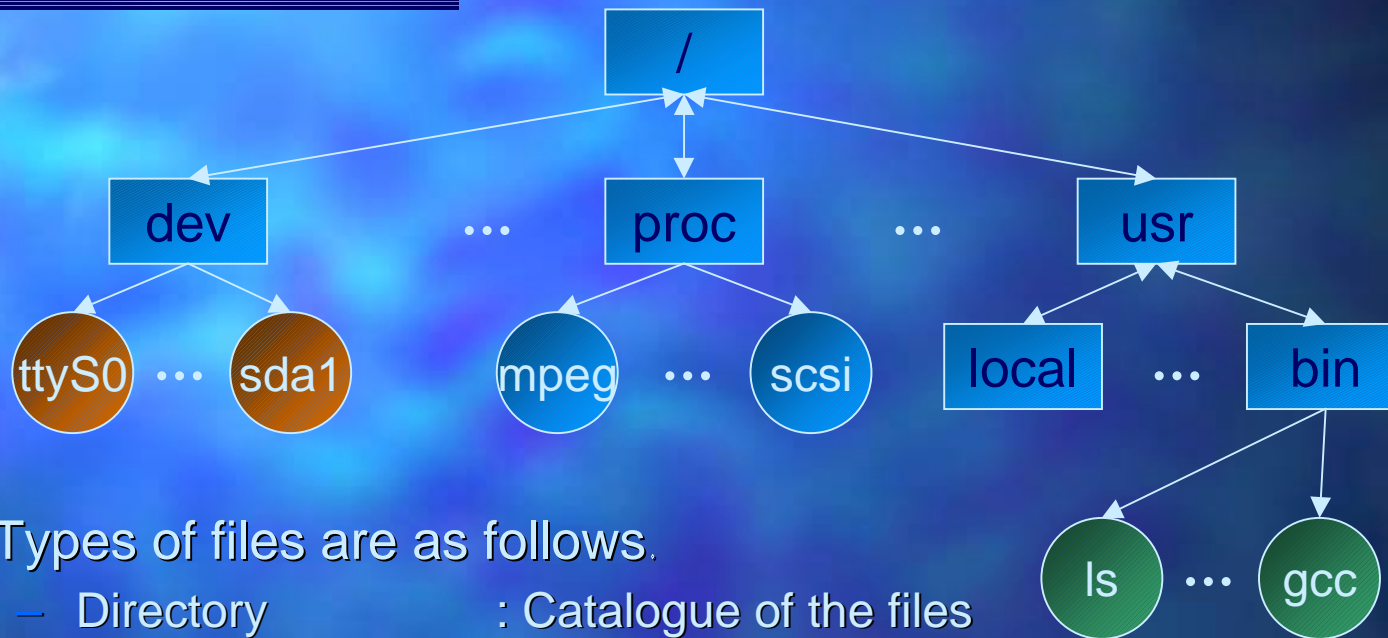 /
dev ... proc ... usr
ttyS0 ... sda1 mpeg ... scsi local ... bin
ls ... gcc
Types of files are as follows.
– Directory : Catalogue of the files